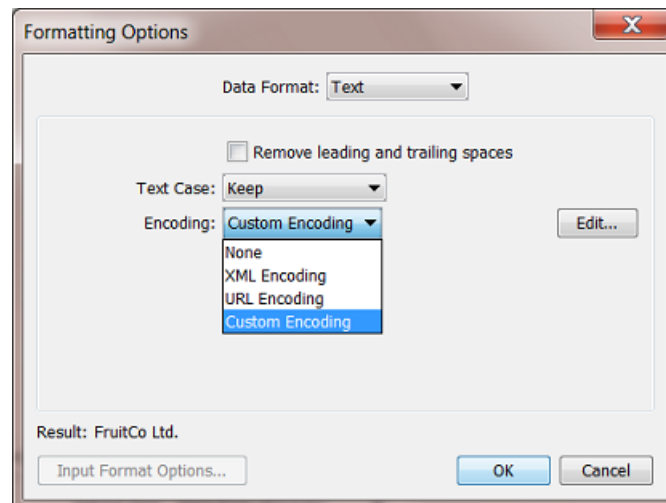 Formatting Options
X
Data Format: Text
Remove leading and trailing spaces
Text Case: Keep
Encoding: Custom Encoding
Edit...
None
XML Encoding
URL Encoding
Custom Encoding
Result: FruitCo Ltd.
Input Format Options...
OK
Cancel